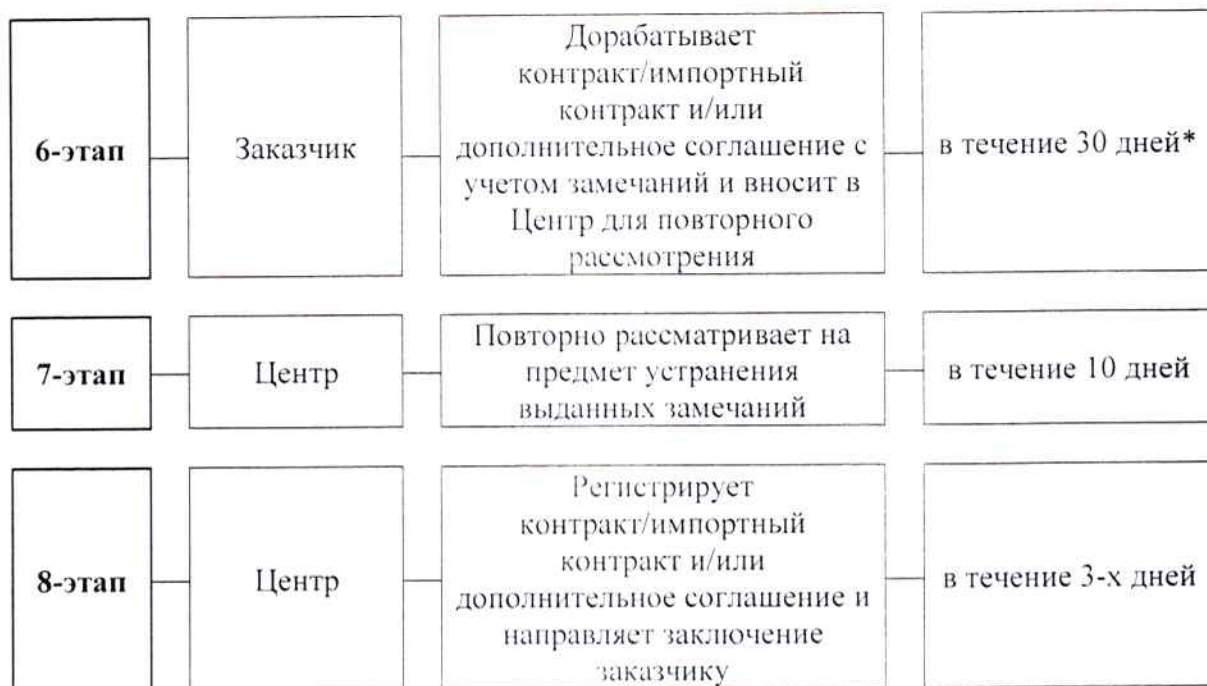 6-этап
Заказчик
Дорабатывает
контракт/импортный
контракт и/или
дополнительное соглашение с
учетом замечаний и вносит в
Центр для повторного
рассмотрения
в течение 30 дней*
7-этап
Центр
Повторно рассматривает на
предмет устранения
выданных замечаний
в течение 10 дней
8-этап
Центр
Регистрирует
контракт/импортный
контракт и/или
дополнительное соглашение и
направляет заключение
заказчику
в течение 3-х дней